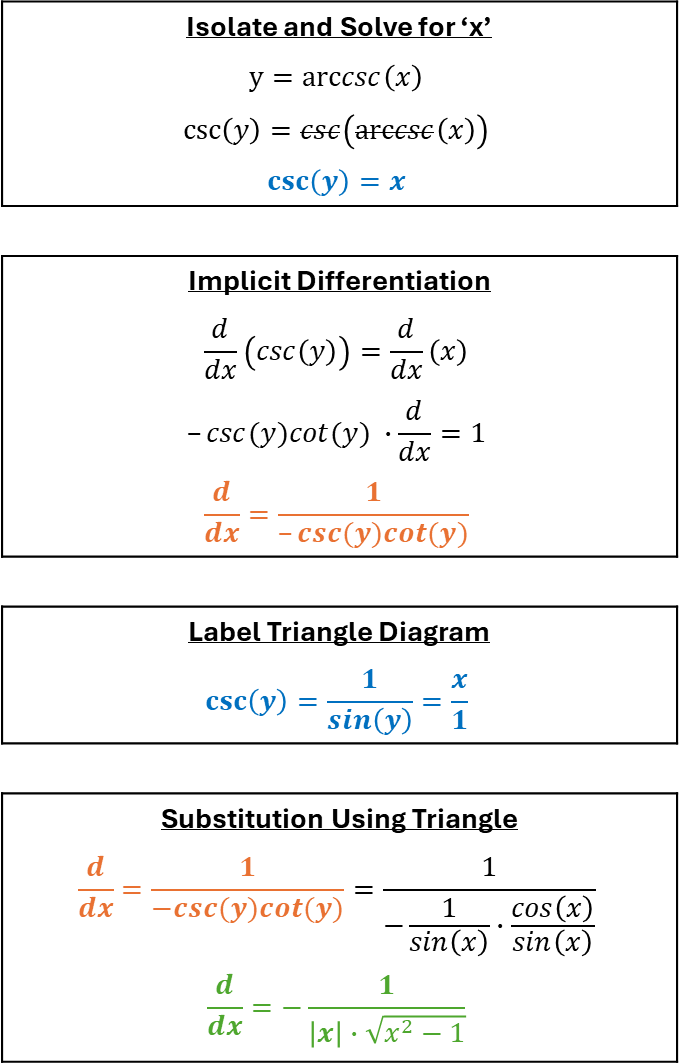 Isolate and Solve for ‘x’
y = arccsc(x)
csc(y) = csc(arccsc(x))
csc(y) = x
Implicit Differentiation
d/dx (csc(y)) = d/dx (x)
−csc(y)cot(y) · d/dx = 1
d/dx = 1/−csc(y)cot(y)
Label Triangle Diagram
csc(y) = 1/sin(y) = x/1
Substitution Using Triangle
d/dx = 1/−csc(y)cot(y) = 1/(−1/sin(x) · cos(x)/sin(x))
d/dx = −1/(|x| · √(x² − 1))